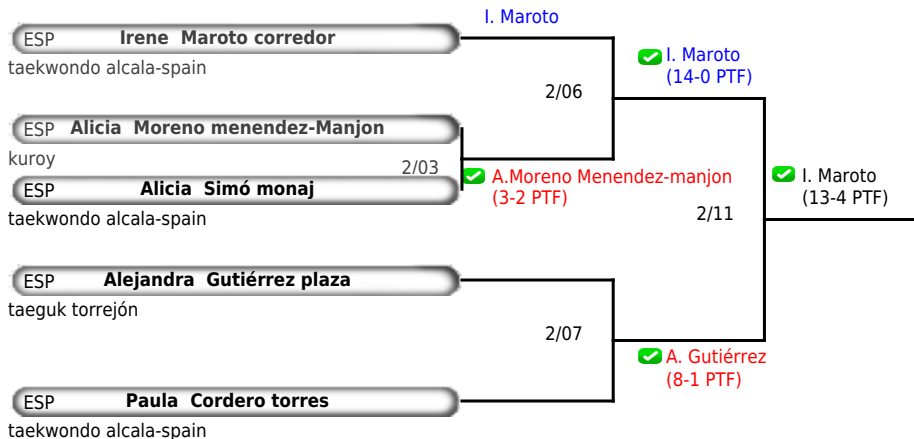 I. Maroto
ESP Irene Maroto corredor
taekwondo alcala-spain
I. Maroto
(14-0 PTF)
2/06
ESP Alicia Moreno menendez-Manjon
kuroy
2/03
A.Moreno Menendez-manjon
(3-2 PTF)
I. Maroto
(13-4 PTF)
ESP Alicia Simó monaj
taekwondo alcala-spain
2/11
ESP Alejandra Gutiérrez plaza
taeguk torrejón
2/07
A. Gutiérrez
(8-1 PTF)
ESP Paula Cordero torres
taekwondo alcala-spain